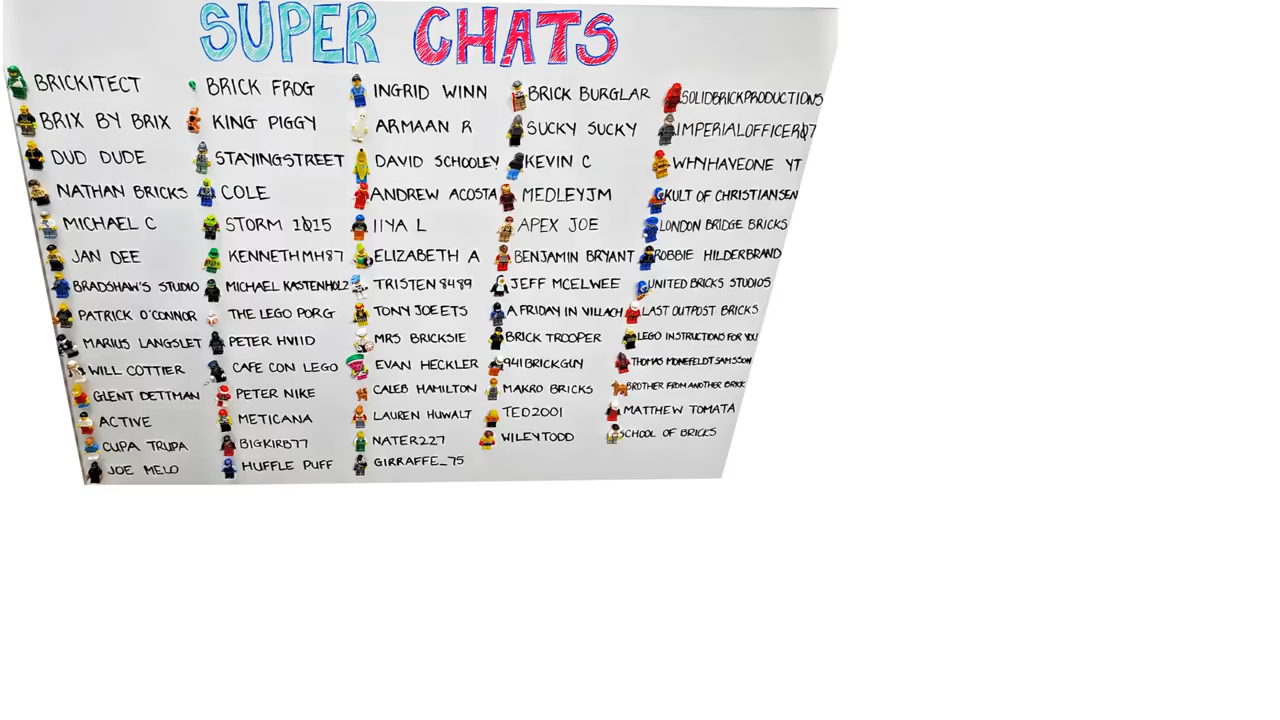 SUPER CHATS
BRICKITECT
BRIX BY BRIX
DUD DUDE
NATHAN BRICKS
MICHAEL C
JAN DEE
BRADSHAW'S STUDIO
PATRICK O'CONNOR
MARIUS LANGSLET
WILL COTTIER
GLENT DETTMAN
ACTIVE
CUPA TRUPA
JOE MELO
BRICK FROG
KING PIGGY
STAYINGSTREET
COLE
STORM 1015
KENNETHMH87
MICHAEL KASTENHOLZ
THE LEGO PORG
PETER HVIID
CAFE CON LEGO
PETER NIKE
METICANA
BIGKIRB77
HUFFLE PUFF
INGRID WINN
ARMAAN R
DAVID SCHOOLEY
ANDREW ACOSTA
IIYA L
ELIZABETH A
TRISTEN 8489
TONY JOEETS
MRS BRICKSIE
EVAN HECKLER
CALEB HAMILTON
LAUREN HUWALT
NATER227
GIRRAFFE_75
BRICK BURGLAR
SUCKY SUCKY
KEVIN C
MEDLEYJM
APEX JOE
BENJAMIN BRYANT
JEFF MCELWEE
A FRIDAY IN VILLACH
BRICK TROOPER
941BRICKGUY
MAKRO BRICKS
TED2001
WILEYTODD
SOLIDBRICKPRODUCTIONS
IMPERIALOFFICER07
WHYHAVEONE YT
KULT OF CHRISTIANSEN
LONDON BRIDGE BRICKS
ROBBIE HILDERBRAND
UNITED BRICKS STUDIOS
LAST OUTPOST BRICKS
LEGO INSTRUCTIONS FOR YOU
THOMAS MONEFELDT SAMSSON
BROTHER FROM ANOTHER BRICK
MATTHEW TOMATA
SCHOOL OF BRICKS